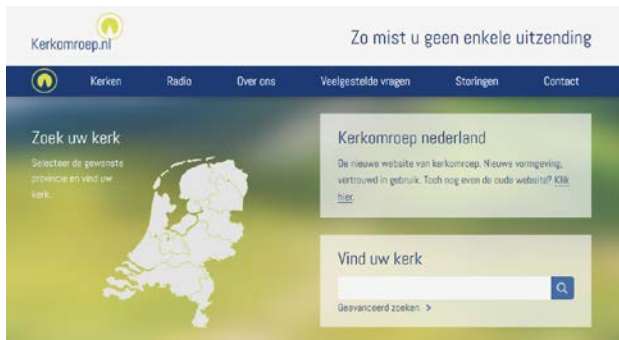 Kerkomroep.nl
Zo mist u geen enkele uitzending
Kerken Radio Over ons Veelgestelde vragen Storingen Contact
Zoek uw kerk
Selecteer de gewenste
provincie en vind uw
kerk.
Kerkomroep nederland
De nieuwe website van kerkomroep. Nieuwe vormgeving,
vertrouwd in gebruik. Toch nog even de oude website? Klik
hier.
Vind uw kerk
Geavanceerd zoeken >